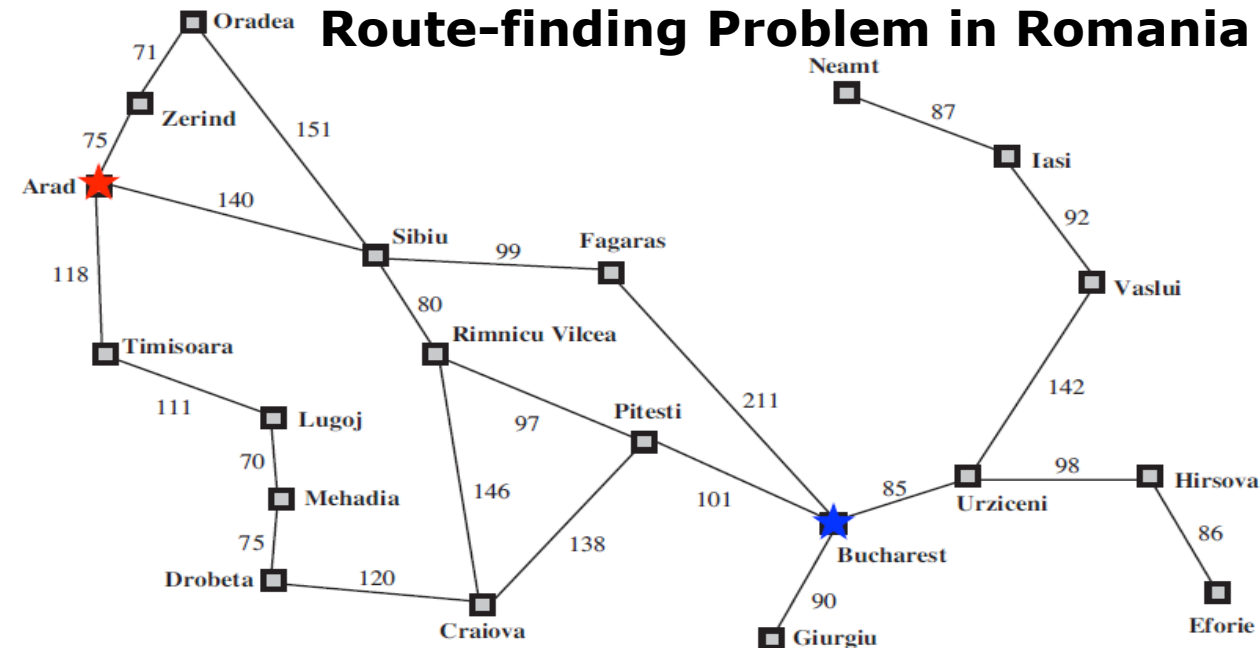 Oradea
Route-finding Problem in Romania
71
Neamt
Zerind
87
75
151
Iasi
Arad
140
92
Sibiu
Fagaras
99
118
Vaslui
80
Timisoara
Rimnicu Vilcea
142
111
Pitesti
211
Lugoj
97
70
98
Hirsova
Mehadia
146
101
85
Urziceni
86
75
138
Bucharest
Drobeta
120
90
Craiova
Giurgiu
Eforie